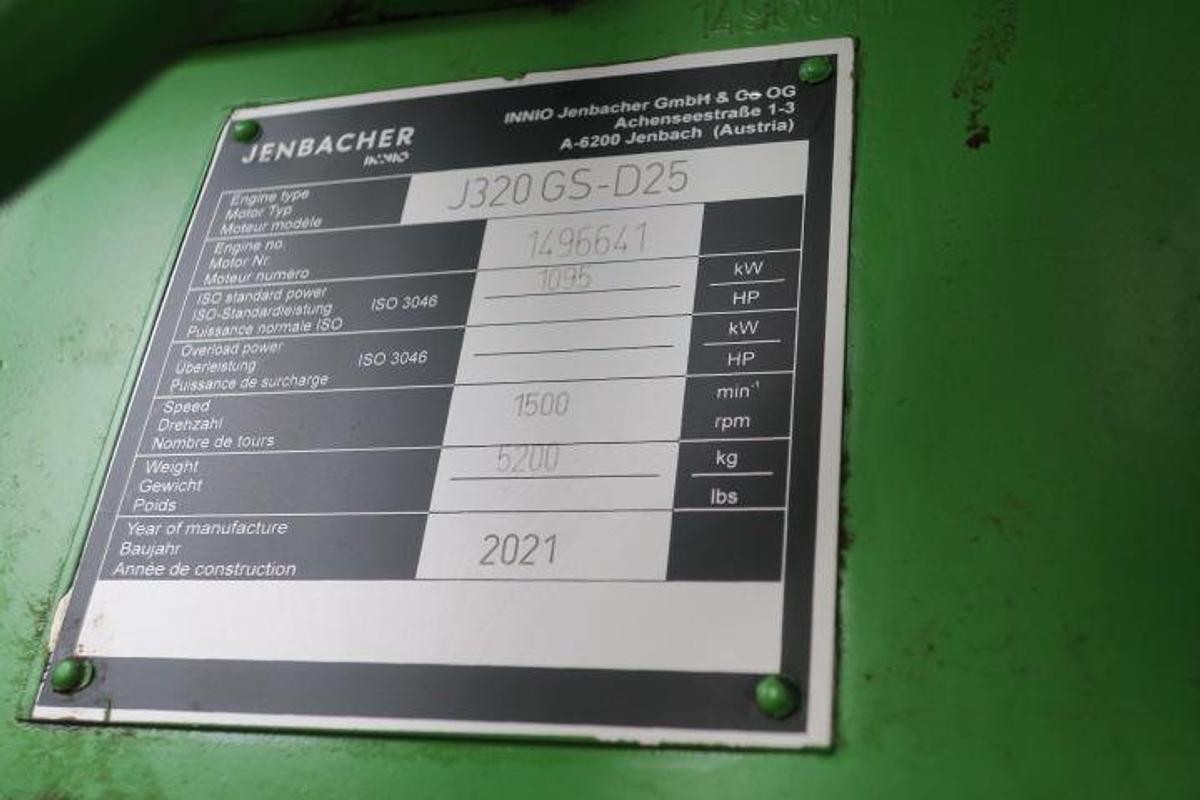 JENBACHER
INNIO
INNIO Jenbacher GmbH & Co OG
Achenseestraße 1-3
A-6200 Jenbach (Austria)
Engine type
Motor Typ
Moteur modèle
J320 GS-D25
Engine no.
Motor Nr.
Moteur numéro
1496641
ISO standard power
ISO-Standardleistung
Puissance normale ISO
ISO 3046
1095
kW
HP
Overload power
Überleistung
Puissance de surcharge
ISO 3046
kW
HP
Speed
Drehzahl
Nombre de tours
1500
min⁻¹
rpm
Weight
Gewicht
Poids
5200
kg
lbs
Year of manufacture
Baujahr
Année de construction
2021